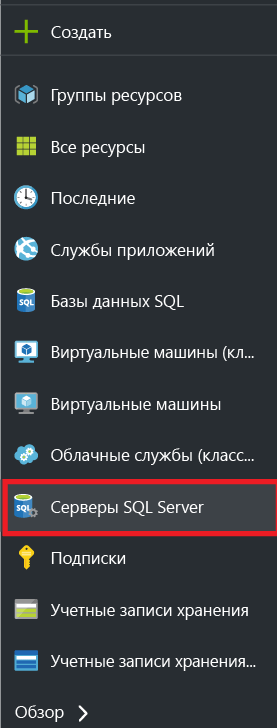 Создать
Группы ресурсов
Все ресурсы
Последние
Службы приложений
SQL Базы данных SQL
Виртуальные машины (кл...
Виртуальные машины
Облачные службы (класс...
SQL Серверы SQL Server
Подписки
Учетные записи хранения
Учетные записи хранения...
Обзор